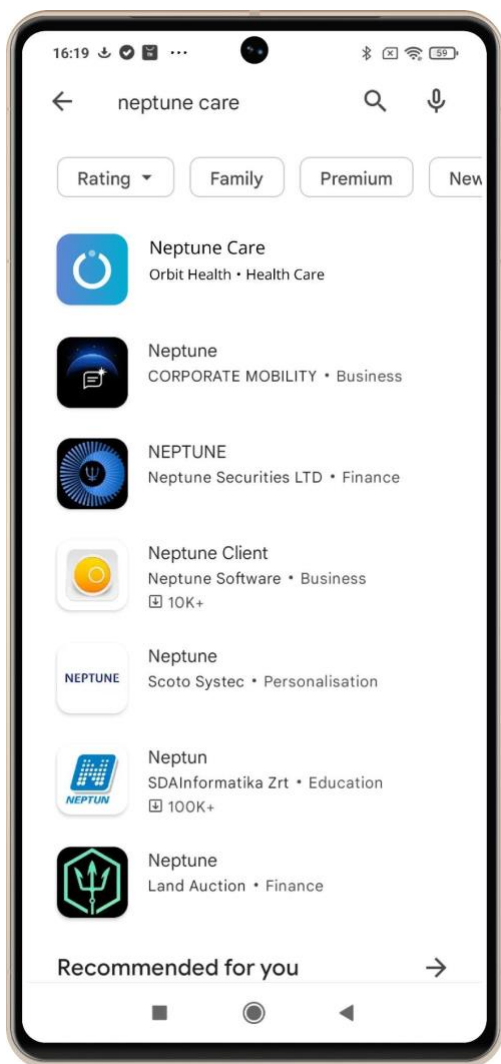 16:19
59
neptune care
Rating
Family
Premium
New
Neptune Care
Orbit Health • Health Care
Neptune
CORPORATE MOBILITY • Business
NEPTUNE
Neptune Securities LTD • Finance
Neptune Client
Neptune Software • Business
10K+
NEPTUNE
Neptune
Scoto Systec • Personalisation
NEPTUN
Neptun
SDAInformatika Zrt • Education
100K+
Neptune
Land Auction • Finance
Recommended for you